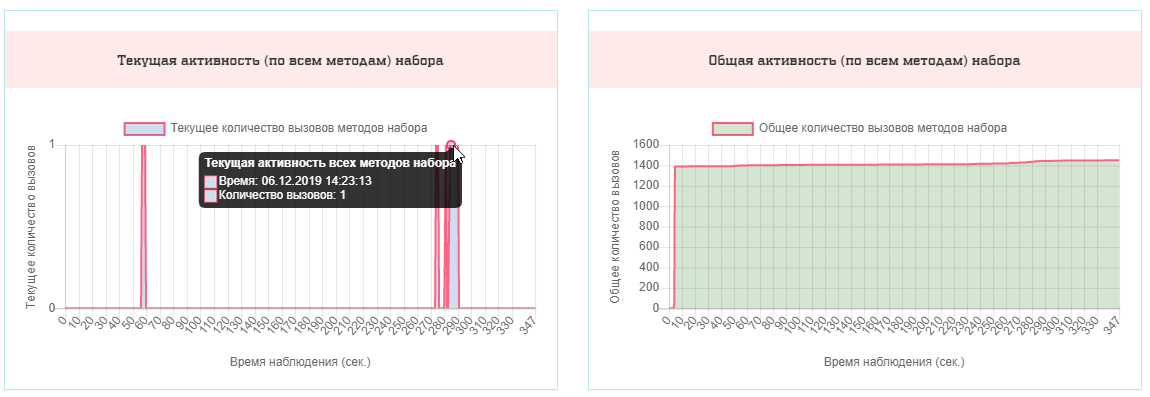 Текущая активность (по всем методам) набора
Текущее количество вызовов методов набора
Текущее количество вызовов
1
0
Текущая активность всех методов набора
Время: 06.12.2019 14:23:13
Количество вызовов: 1
0 10 20 30 40 50 60 70 80 90 100 110 120 130 140 150 160 170 180 190 200 210 220 230 240 250 260 270 280 290 300 310 320 330 347
Время наблюдения (сек.)
Общая активность (по всем методам) набора
Общее количество вызовов методов набора
Общее количество вызовов
1600
1400
1200
1000
800
600
400
200
0
0 10 20 30 40 50 60 70 80 90 100 110 120 130 140 150 160 170 180 190 200 210 220 230 240 250 260 270 280 290 300 310 320 330 347
Время наблюдения (сек.)